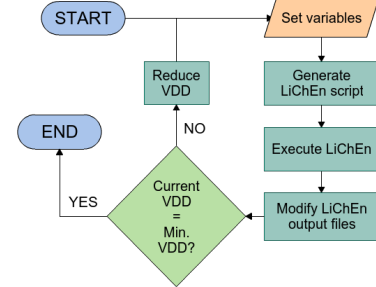 START
Set variables
Reduce
VDD
Generate
LiChEn script
NO
END
Execute LiChEn
YES
Current
VDD
=
Min.
VDD?
Modify LiChEn
output files